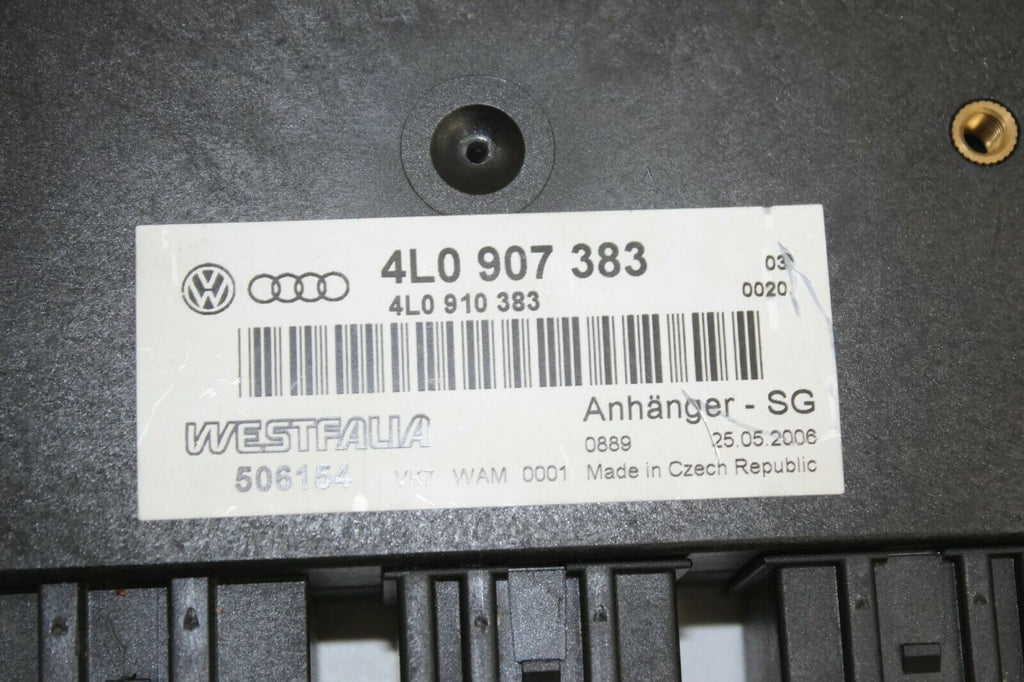 4L0 907 383 03
4L0 910 383 0020
WESTFALIA Anhänger - SG
0889 25.05.2006
506154 VK7 WAM 0001 Made in Czech Republic